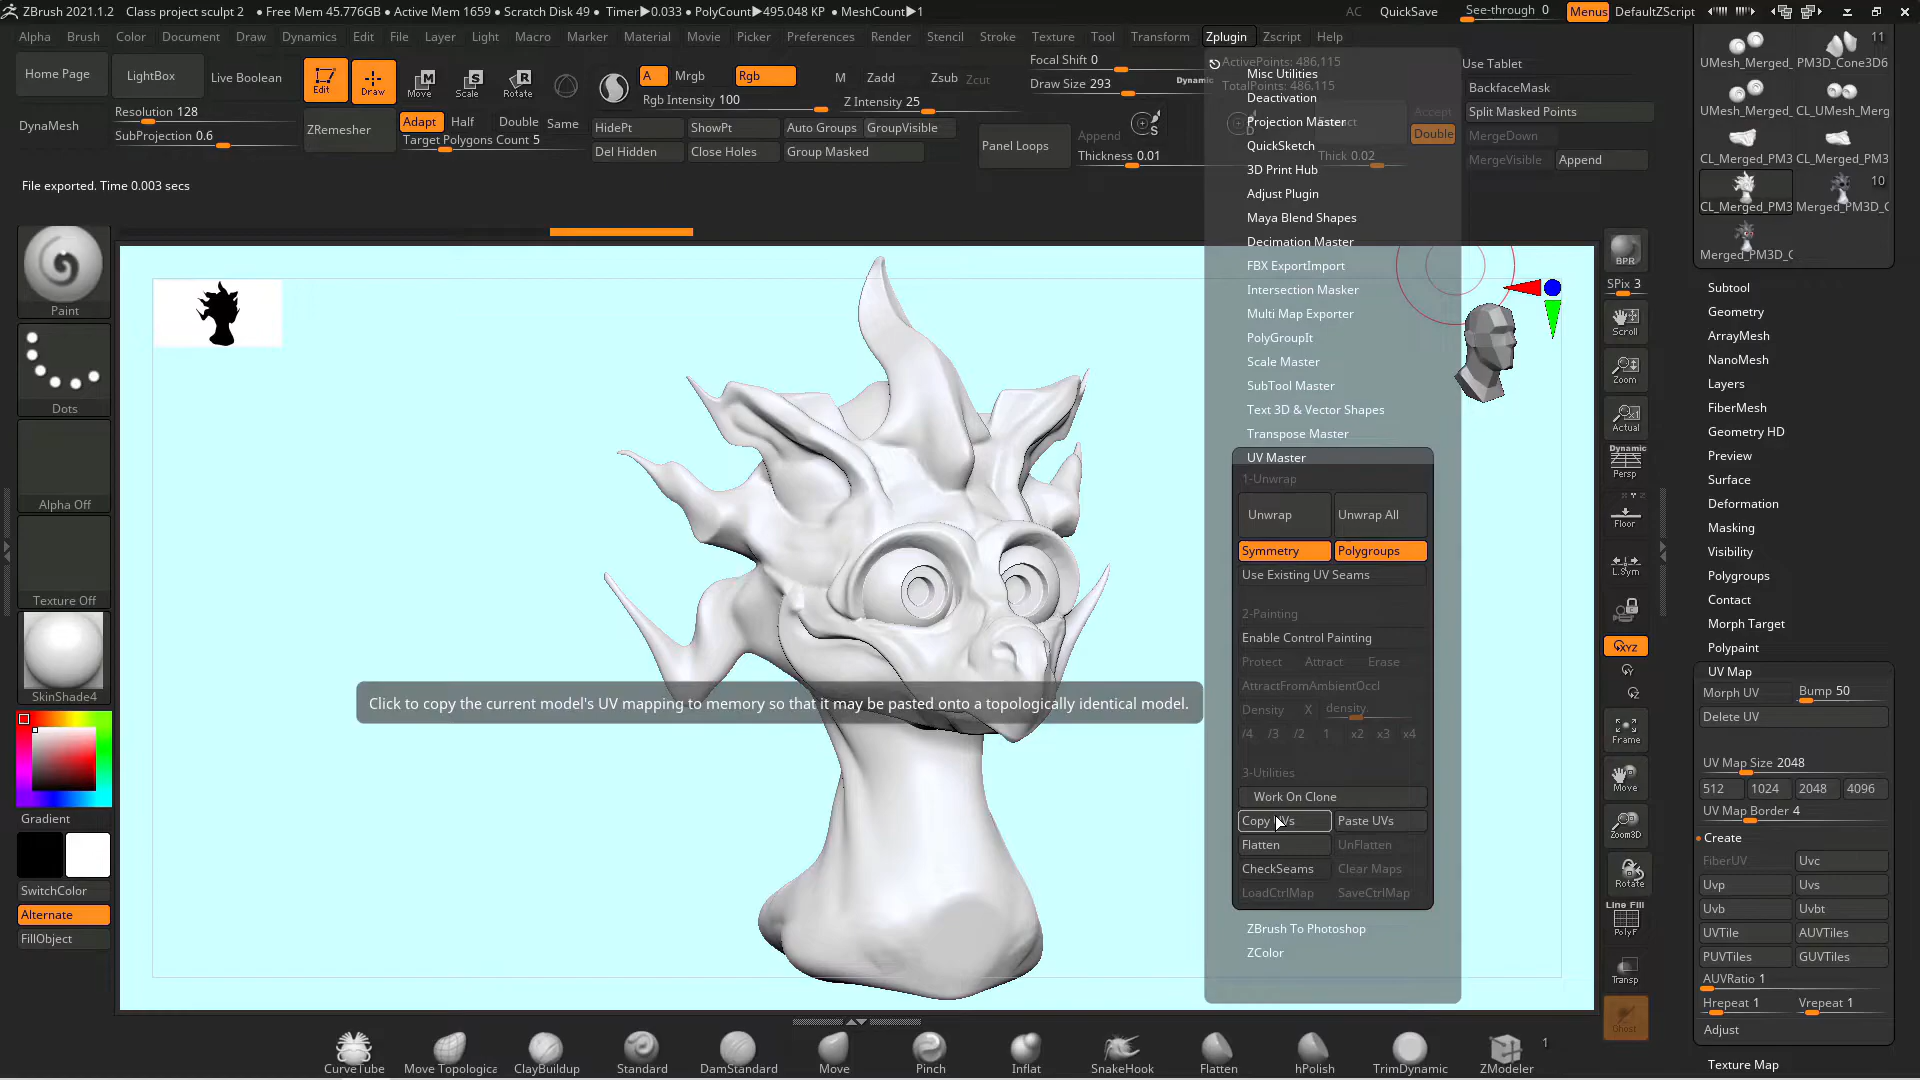 ZBrush 2021.1.2 Class project sculpt 2 • Free Mem 45.776GB • Active Mem 1659 • Scratch Disk 49 • Timer▶0.033 • PolyCount▶495.048 KP • MeshCount▶1 AC QuickSave See-through 0 Menus DefaultZScript
Alpha Brush Color Document Draw Dynamics Edit File Layer Light Macro Marker Material Movie Picker Preferences Render Stencil Stroke Texture Tool Transform Zplugin Zscript Help
Home Page
LightBox
Live Boolean
DynaMesh
Resolution 128
SubProjection 0.6
Edit
Draw
Move
Scale
Rotate
ZRemesher
Adapt Half Double Same
Target Polygons Count 5
A Mrgb Rgb M Zadd Zsub Zcut
Rgb Intensity 100 Z Intensity 25
HidePt ShowPt Auto Groups GroupVisible
Del Hidden Close Holes Group Masked
Focal Shift 0
Draw Size 293 Dynamic
Panel Loops
Append
Thickness 0.01
S
ActivePoints: 486,115
TotalPoints: 486,115
Accept
Double
Thick 0.02
Use Tablet
BackfaceMask
Split Masked Points
MergeDown
MergeVisible Append
File exported. Time 0.003 secs
Paint
Dots
Alpha Off
Texture Off
SkinShade4
Gradient
SwitchColor
Alternate
FillObject
Misc Utilities
Deactivation
Projection Master
QuickSketch
3D Print Hub
Adjust Plugin
Maya Blend Shapes
Decimation Master
FBX ExportImport
Intersection Masker
Multi Map Exporter
PolyGroupIt
Scale Master
SubTool Master
Text 3D & Vector Shapes
Transpose Master
UV Master
1-Unwrap
Unwrap Unwrap All
Symmetry Polygroups
Use Existing UV Seams
2-Painting
Enable Control Painting
Protect Attract Erase
AttractFromAmbientOccl
Density X density.
/4 /3 /2 1 x2 x3 x4
3-Utilities
Work On Clone
Copy UVs Paste UVs
Flatten UnFlatten
CheckSeams Clear Maps
LoadCtrlMap SaveCtrlMap
ZBrush To Photoshop
ZColor
Click to copy the current model's UV mapping to memory so that it may be pasted onto a topologically identical model.
BPR
SPix 3
Scroll
Zoom
Actual
Dynamic
Persp
Floor
L.Sym
XYZ
Frame
Move
Zoom3D
Rotate
Line Fill
PolyF
Transp
Ghost
11
UMesh_Merged_ PM3D_Cone3D6
UMesh_Merged_ CL_UMesh_Merg
CL_Merged_PM3 CL_Merged_PM3
10
CL_Merged_PM3 Merged_PM3D_C
Merged_PM3D_C
Subtool
Geometry
ArrayMesh
NanoMesh
Layers
FiberMesh
Geometry HD
Preview
Surface
Deformation
Masking
Visibility
Polygroups
Contact
Morph Target
Polypaint
UV Map
Morph UV Bump 50
Delete UV
UV Map Size 2048
512 1024 2048 4096
UV Map Border 4
Create
FiberUV Uvc
Uvp Uvs
Uvb Uvbt
UVTile AUVTiles
PUVTiles GUVTiles
AUVRatio 1
Hrepeat 1 Vrepeat 1
Adjust
Texture Map
CurveTube Move Topologica ClayBuildup Standard DamStandard Move Pinch Inflat SnakeHook Flatten hPolish TrimDynamic ZModeler
1